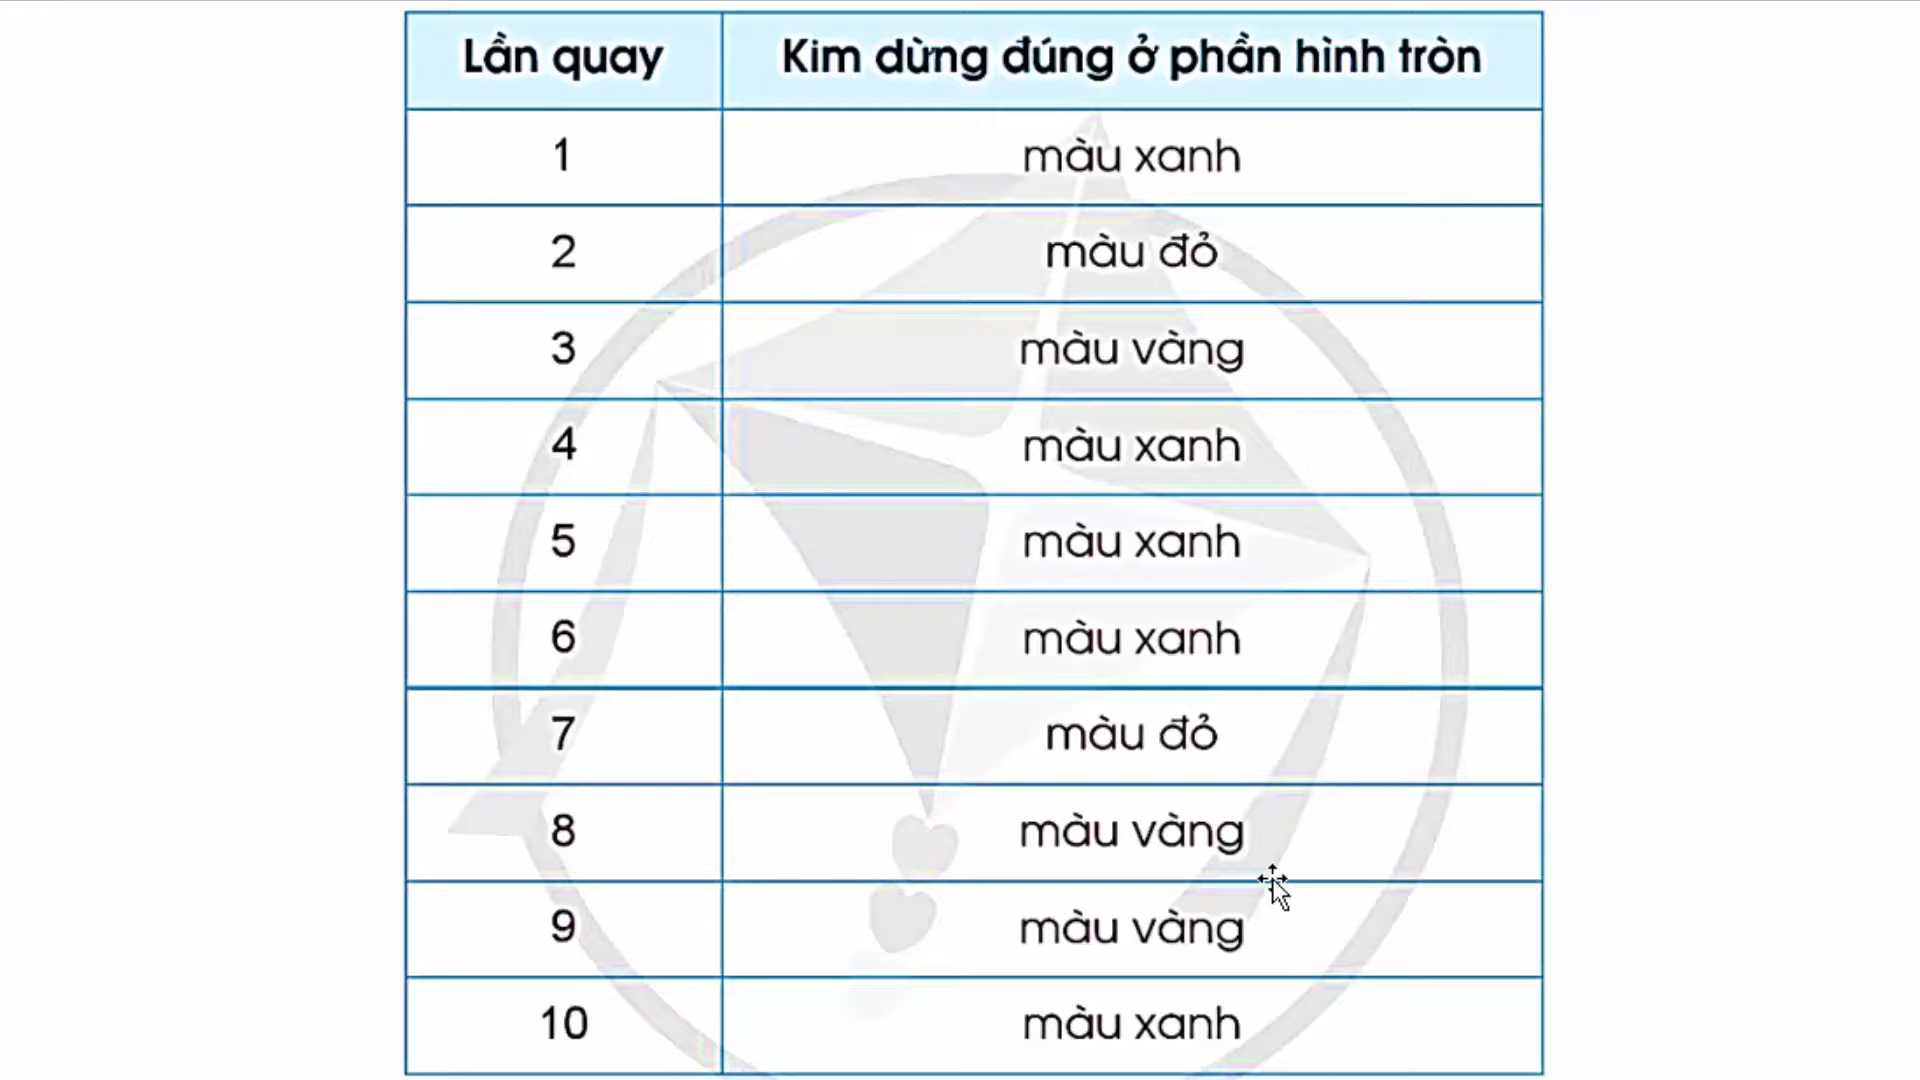 Lần quay Kim dừng đúng ở phần hình tròn
1 màu xanh
2 màu đỏ
3 màu vàng
4 màu xanh
5 màu xanh
6 màu xanh
7 màu đỏ
8 màu vàng
9 màu vàng
10 màu xanh